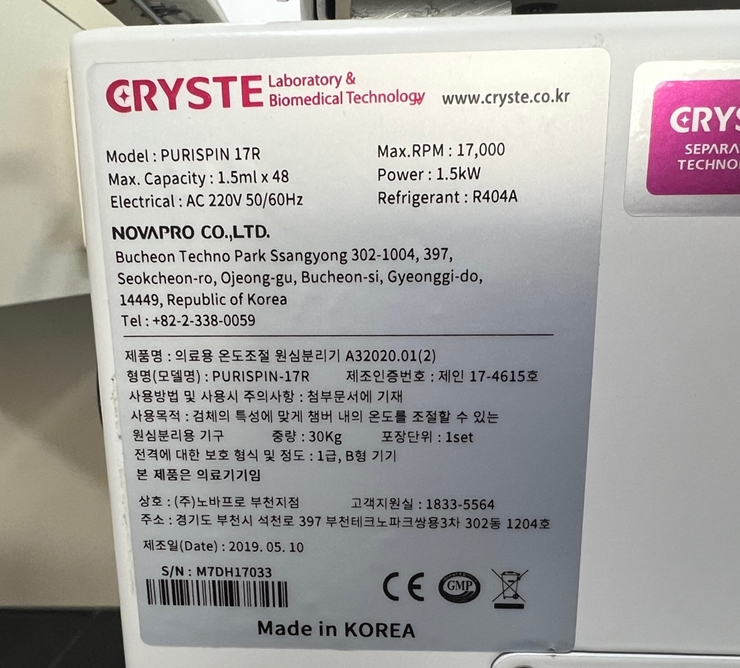 CRYSTE Laboratory & Biomedical Technology www.cryste.co.kr
Model : PURISPIN 17R Max.RPM : 17,000
Max. Capacity : 1.5ml x 48 Power : 1.5kW
Electrical : AC 220V 50/60Hz Refrigerant : R404A
NOVAPRO CO.,LTD.
Bucheon Techno Park Ssangyong 302-1004, 397,
Seokcheon-ro, Ojeong-gu, Bucheon-si, Gyeonggi-do,
14449, Republic of Korea
Tel : +82-2-338-0059
제품명 : 의료용 온도조절 원심분리기 A32020.01(2)
형명(모델명) : PURISPIN-17R 제조인증번호 : 제인 17-4615호
사용방법 및 사용시 주의사항 : 첨부문서에 기재
사용목적 : 검체의 특성에 맞게 챔버 내의 온도를 조절할 수 있는
원심분리용 기구 중량 : 30Kg 포장단위 : 1set
전격에 대한 보호 형식 및 정도 : 1급, B형 기기
본 제품은 의료기기임
상호 : (주)노바프로 부천지점 고객지원실 : 1833-5564
주소 : 경기도 부천시 석천로 397 부천테크노파크쌍용3차 302동 1204호
제조일(Date) : 2019. 05. 10
S/N : M7DH17033
CE GMP
Made in KOREA
CRYS
SEPARA
TECHNO